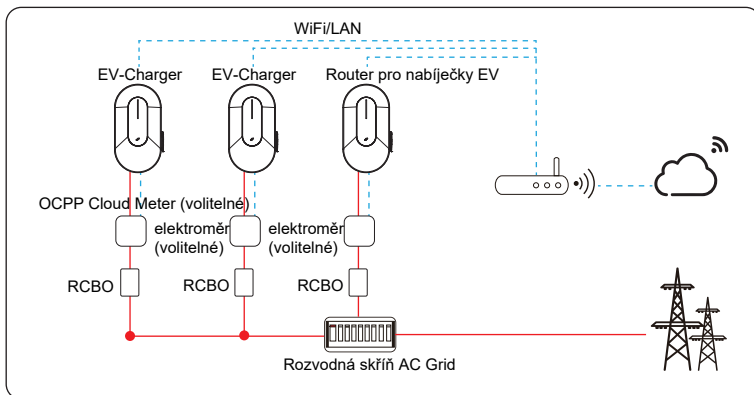 WiFi/LAN
EV-Charger
EV-Charger
Router pro nabíječky EV
OCPP Cloud Meter (volitelné)
elektroměr
(volitelné)
elektroměr
(volitelné)
RCBO
RCBO
RCBO
Rozvodná skříň AC Grid